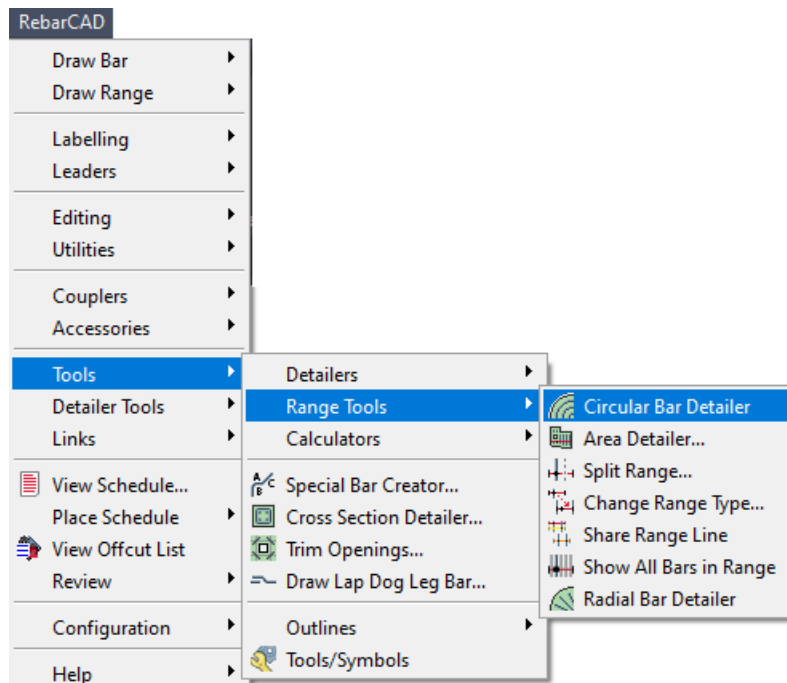 RebarCAD
Draw Bar
Draw Range
Labelling
Leaders
Editing
Utilities
Couplers
Accessories
Tools
Detailer Tools
Links
View Schedule...
Place Schedule
View Offcut List
Review
Configuration
Help
Detailers
Range Tools
Calculators
A/C B Special Bar Creator...
Cross Section Detailer...
Trim Openings...
Draw Lap Dog Leg Bar...
Outlines
Tools/Symbols
Circular Bar Detailer
Area Detailer...
Split Range...
Change Range Type...
Share Range Line
Show All Bars in Range
Radial Bar Detailer